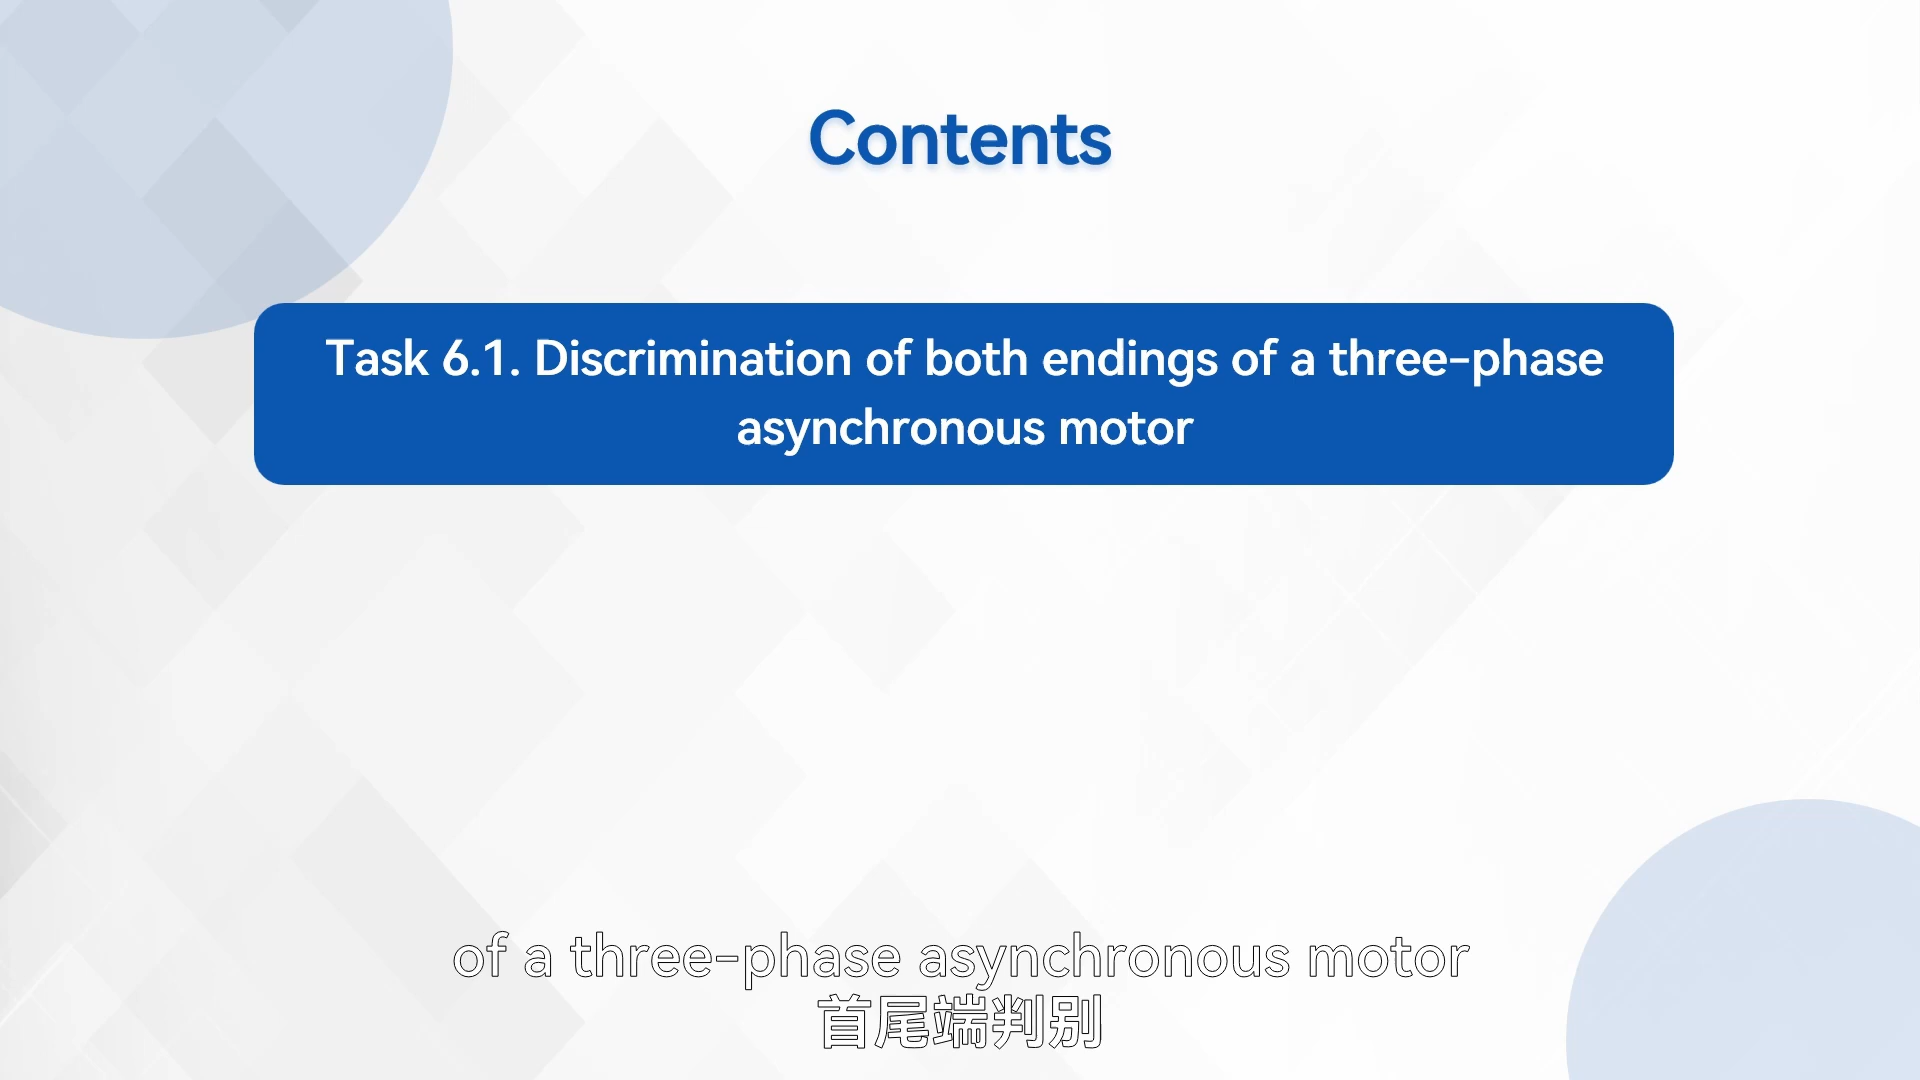 Contents
Task 6.1. Discrimination of both endings of a three-phase
asynchronous motor
of a three-phase asynchronous motor
首尾端判别